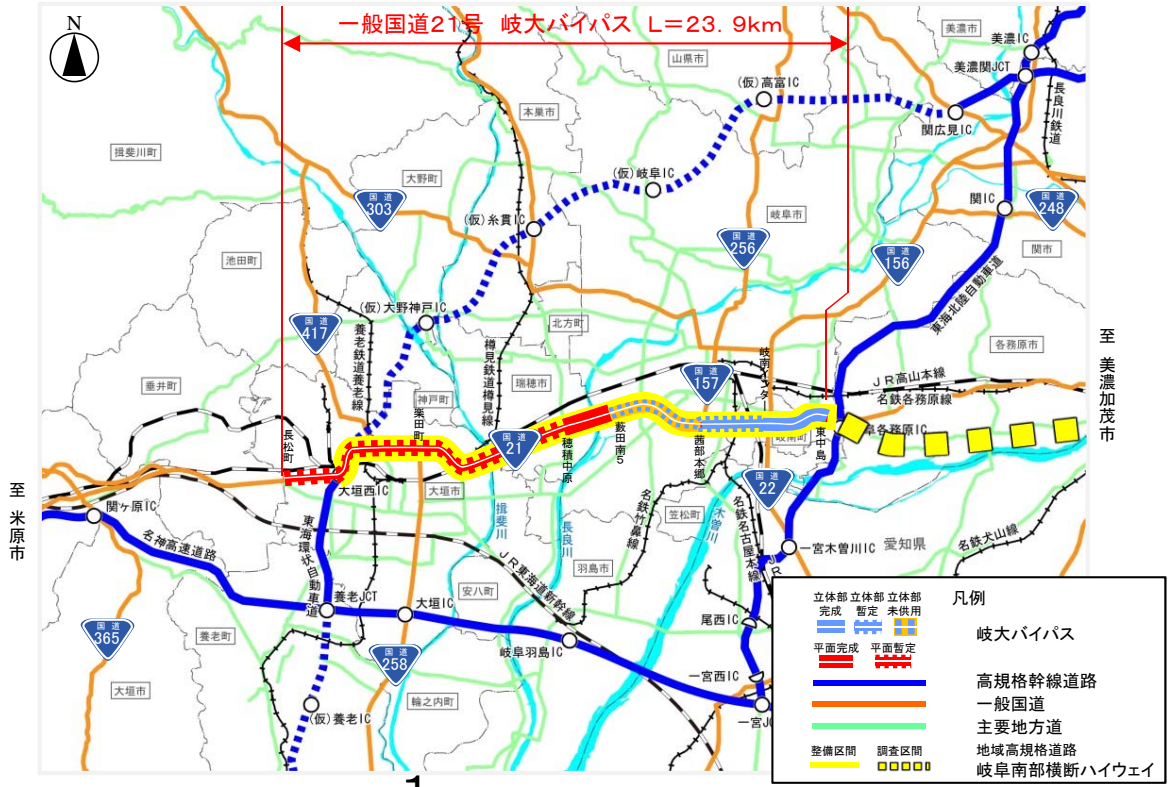 一般国道21号 岐大バイパス L=23.9km
N
美濃市
美濃IC
山県市
美濃関JCT
(仮)高富IC
長良川鉄道
本巣市
関広見IC
揖斐川町
大野町
(仮)岐阜IC
関IC
国道
303
(仮)糸貫IC
岐阜市
国道
248
国道
256
関市
国道
156
池田町
東海北陸自動車道
(仮)大野神戸IC
国道
417
北方町
養老鉄道養老線
樽見鉄道樽見線
瑞穂市
岐南インター
各務原市
至 美濃加茂市
垂井町
神戸町
国道
157
JR高山本線
名鉄各務原線
長松町
楽田町
国道
21
穂積中原
薮田南5
茜部本郷
岐南町
東中島
阜各務原IC
大垣西IC
大垣市
国道
22
至 米原市
関ヶ原IC
揖斐川
長良川
名鉄竹鼻線
笠松町
木曽川
名鉄名古屋本線
名神高速道路
東海環状自動車道
JR東海道新幹線
羽島市
一宮木曽川IC
愛知県
名鉄犬山線
JR
安八町
養老JCT
大垣IC
尾西IC
国道
365
養老町
岐阜羽島IC
国道
258
一宮西IC
大垣市
輪之内町
(仮)養老IC
一宮JC
凡例
立体部完成
立体部暫定
立体部未供用
岐大バイパス
平面完成
平面暫定
高規格幹線道路
一般国道
主要地方道
整備区間
調査区間
地域高規格道路
岐阜南部横断ハイウェイ